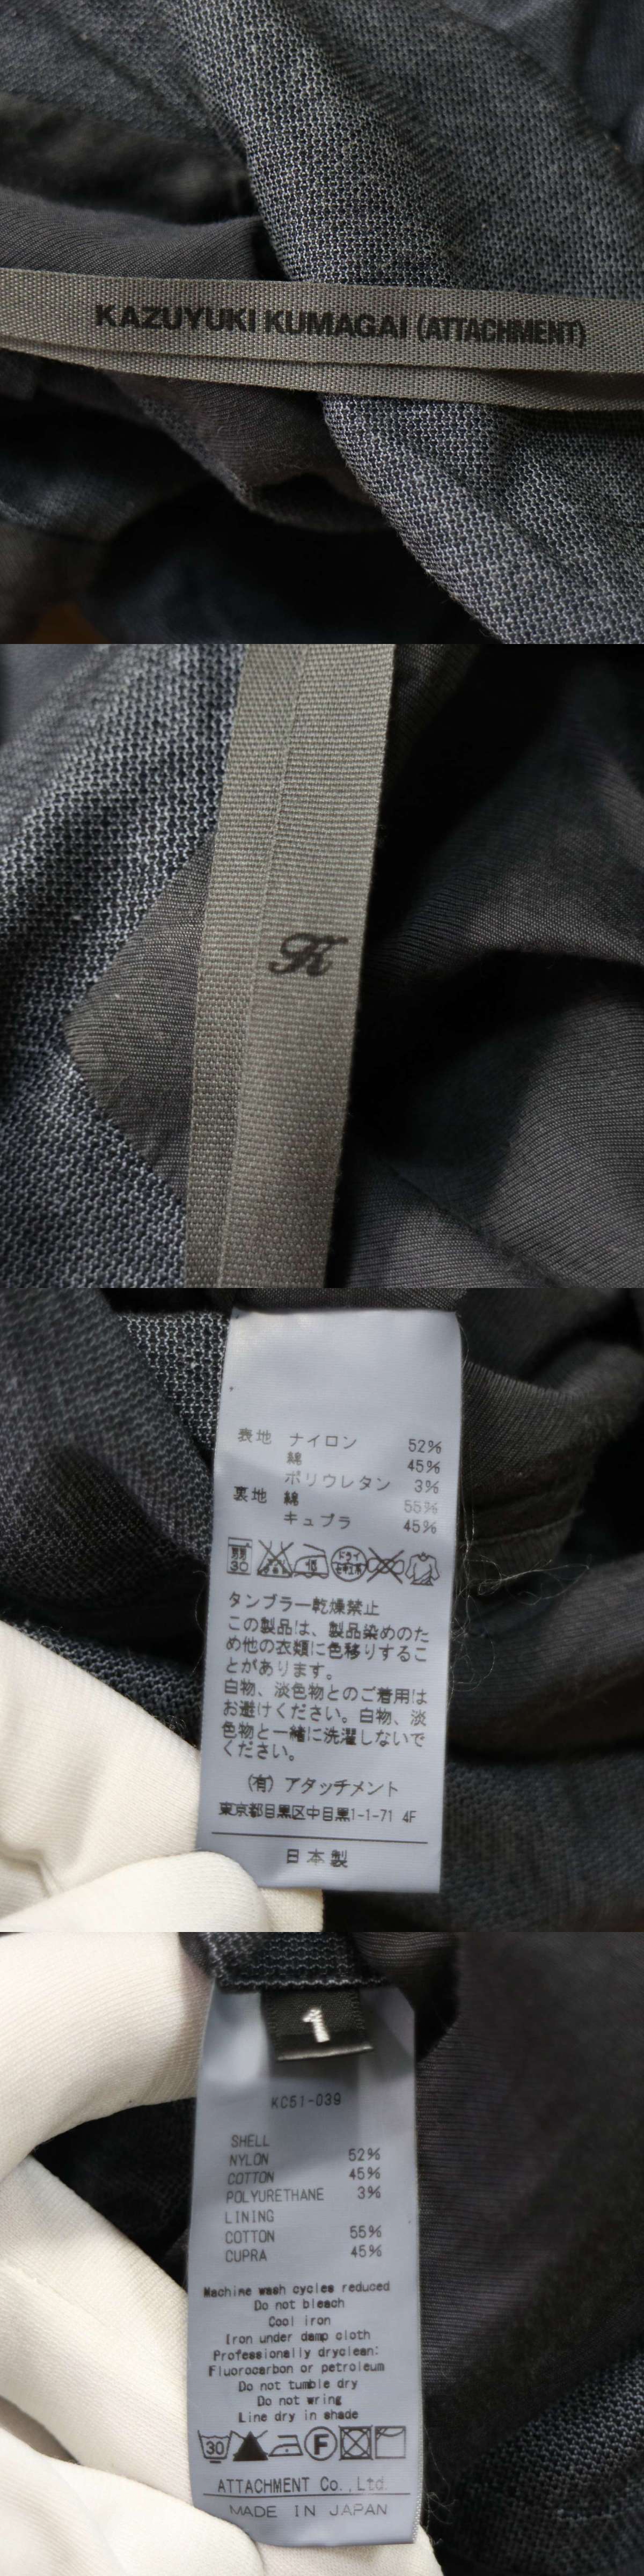 KAZUYUKI KUMAGAI (ATTACHMENT)
K
表地 ナイロン 52%
綿 45%
ポリウレタン 3%
裏地 綿 55%
キュプラ 45%
30
ドライ
タンブラー乾燥禁止
この製品は、製品染めのた
め他の衣類に色移りするこ
とがあります。
白物、淡色物とのご着用は
お避けください。白物、淡
色物と一緒に洗濯しないで
ください。
(有) アタッチメント
東京都目黒区中目黒1-1-71 4F
日本製
1
KC51-039
SHELL
NYLON 52%
COTTON 45%
POLYURETHANE 3%
LINING
COTTON 55%
CUPRA 45%
Machine wash cycles reduced
Do not bleach
Cool iron
Iron under damp cloth
Professionally dryclean:
Fluorocarbon or petroleum
Do not tumble dry
Do not wring
Line dry in shade
30 F
ATTACHMENT Co.,Ltd.
MADE IN JAPAN